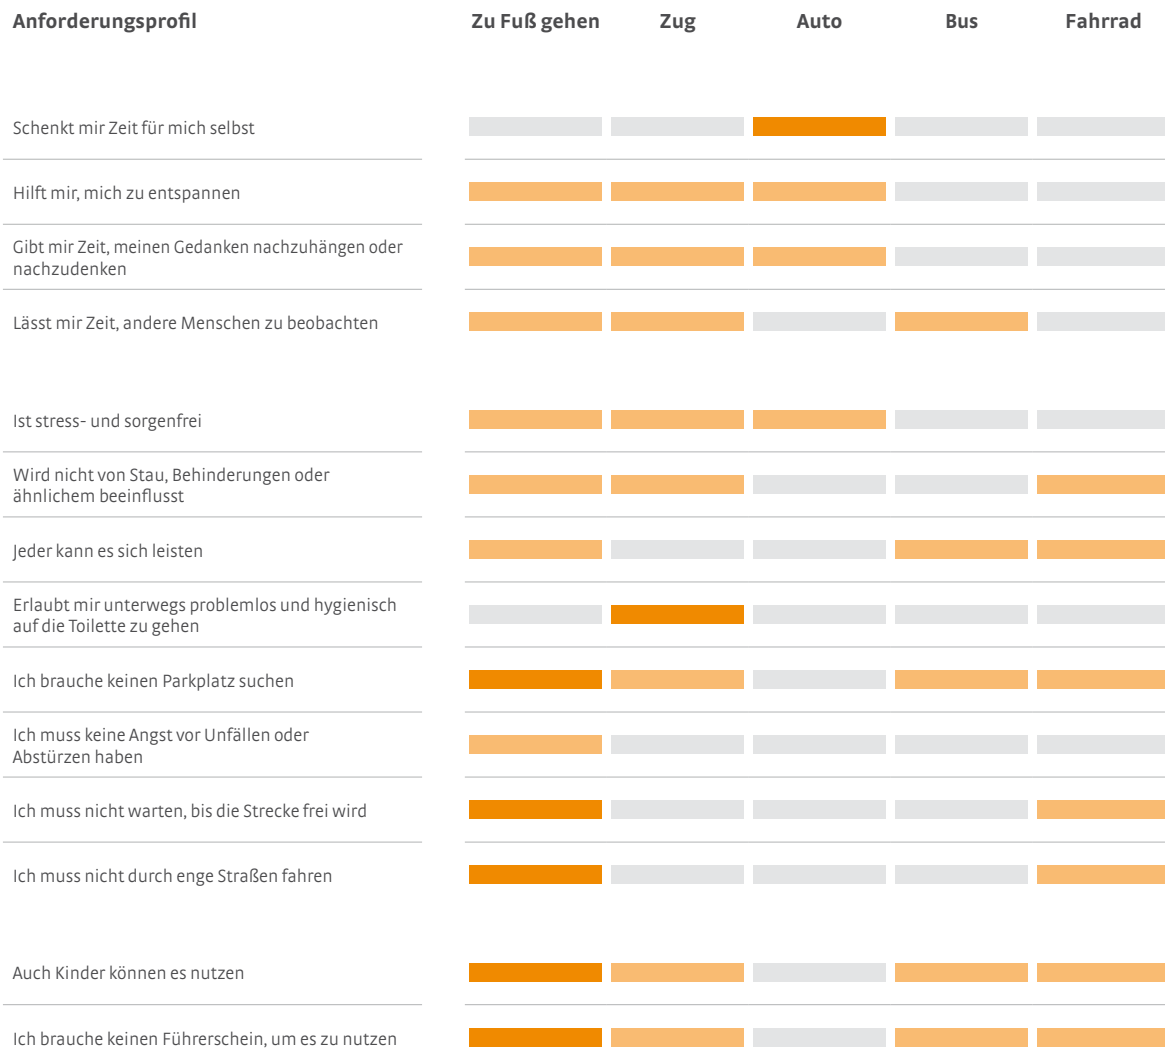 Anforderungsprofil Zu Fuß gehen Zug Auto Bus Fahrrad
Schenkt mir Zeit für mich selbst
Hilft mir, mich zu entspannen
Gibt mir Zeit, meinen Gedanken nachzuhängen oder
nachzudenken
Lässt mir Zeit, andere Menschen zu beobachten
Ist stress- und sorgenfrei
Wird nicht von Stau, Behinderungen oder
ähnlichem beeinflusst
Jeder kann es sich leisten
Erlaubt mir unterwegs problemlos und hygienisch
auf die Toilette zu gehen
Ich brauche keinen Parkplatz suchen
Ich muss keine Angst vor Unfällen oder
Abstürzen haben
Ich muss nicht warten, bis die Strecke frei wird
Ich muss nicht durch enge Straßen fahren
Auch Kinder können es nutzen
Ich brauche keinen Führerschein, um es zu nutzen